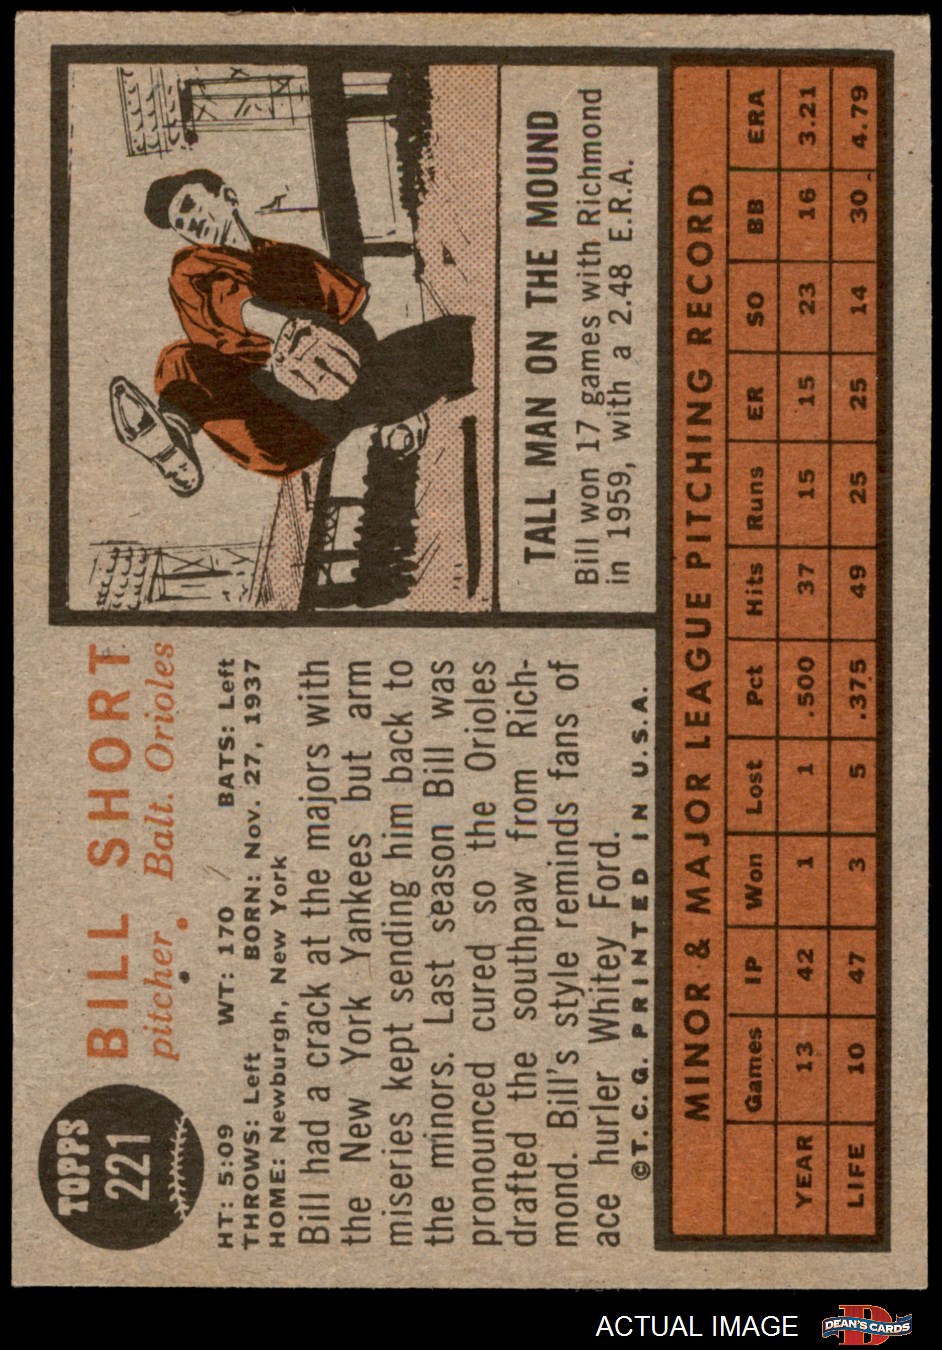 TOPPS
221
BILL SHORT
pitcher Balt. Orioles
HT: 5:09 WT: 170 BATS: Left
THROWS: Left BORN: Nov. 27, 1937
HOME: Newburgh, New York
Bill had a crack at the majors with
the New York Yankees but arm
miseries kept sending him back to
the minors. Last season Bill was
pronounced cured so the Orioles
drafted the southpaw from Rich-
mond. Bill's style reminds fans of
ace hurler Whitey Ford.
©T. C. G. PRINTED IN U.S.A.
TALL MAN ON THE MOUND
Bill won 17 games with Richmond
in 1959, with a 2.48 E.R.A.
MINOR & MAJOR LEAGUE PITCHING RECORD
Games IP Won Lost Pct Hits Runs ER SO BB ERA
YEAR 13 42 1 1 .500 37 15 15 23 16 3.21
LIFE 10 47 3 5 .375 49 25 25 14 30 4.79
ACTUAL IMAGE
D
DEAN'S CARDS